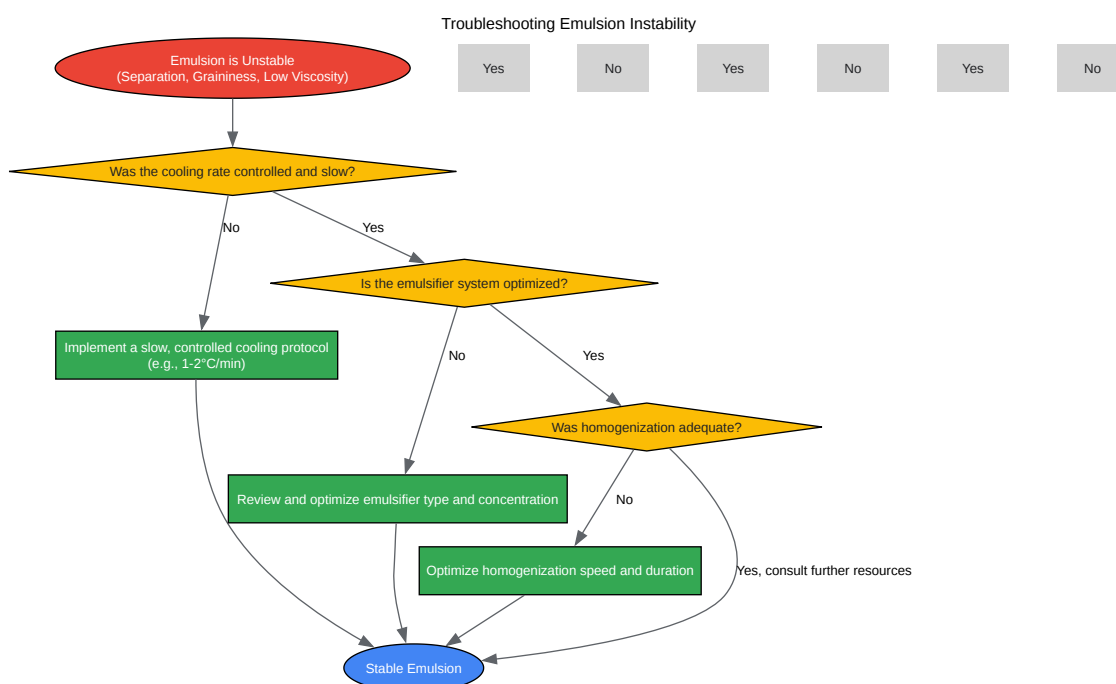 Troubleshooting Emulsion Instability
Emulsion is Unstable
(Separation, Graininess, Low Viscosity)
Yes
No
Yes
No
Yes
No
Was the cooling rate controlled and slow?
No
Yes
Is the emulsifier system optimized?
Implement a slow, controlled cooling protocol
(e.g., 1-2°C/min)
No
Yes
Was homogenization adequate?
Review and optimize emulsifier type and concentration
No
Optimize homogenization speed and duration
Yes, consult further resources
Stable Emulsion